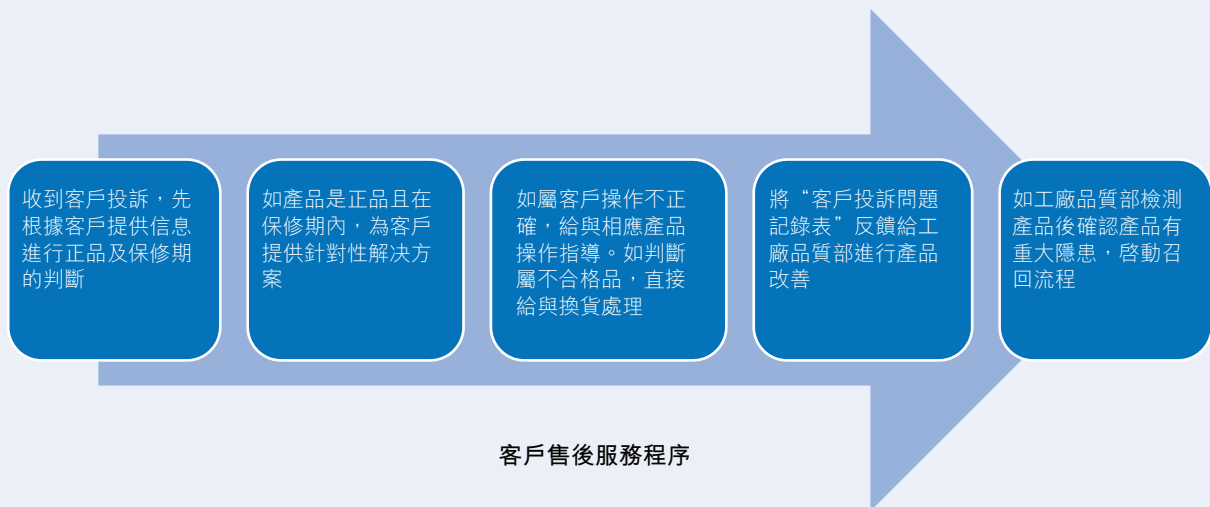 收到客戶投訴，先
根據客戶提供信息
進行正品及保修期
的判斷
如產品是正品且在
保修期內，為客戶
提供針對性解決方
案
如屬客戶操作不正
確，給與相應產品
操作指導。如判斷
屬不合格品，直接
給與換貨處理
將“客戶投訴問題
記錄表”反饋給工
廠品質部進行產品
改善
如工廠品質部檢測
產品後確認產品有
重大隱患，啓動召
回流程
客戶售後服務程序